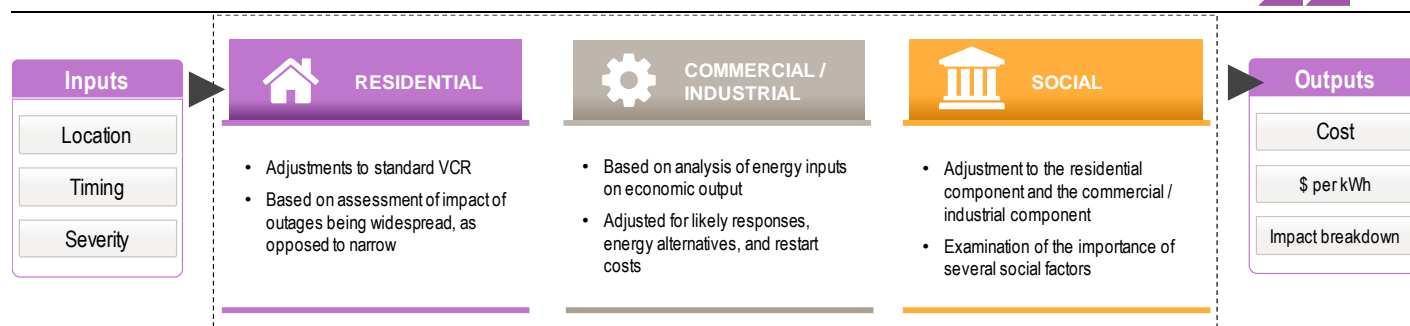 Inputs
Location
Timing
Severity
RESIDENTIAL
• Adjustments to standard VCR
• Based on assessment of impact of
outages being widespread, as
opposed to narrow
COMMERCIAL /
INDUSTRIAL
• Based on analysis of energy inputs
on economic output
• Adjusted for likely responses,
energy alternatives, and restart
costs
SOCIAL
• Adjustment to the residential
component and the commercial /
industrial component
• Examination of the importance of
several social factors
Outputs
Cost
$ per kWh
Impact breakdown